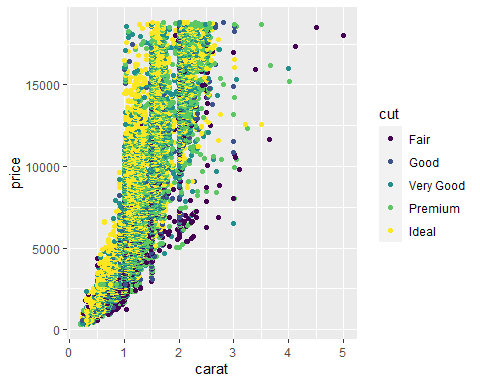 15000
10000
5000
0
price
0
1
2
3
4
5
carat
cut
Fair
Good
Very Good
Premium
Ideal